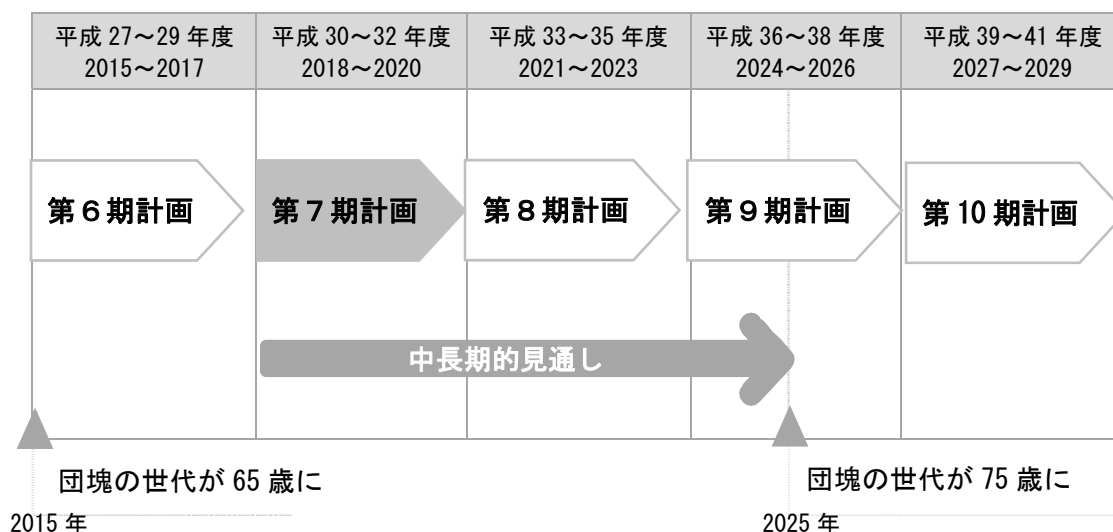 平成 27～29 年度
2015～2017
平成 30～32 年度
2018～2020
平成 33～35 年度
2021～2023
平成 36～38 年度
2024～2026
平成 39～41 年度
2027～2029
第６期計画
第７期計画
第８期計画
第９期計画
第 10 期計画
中長期的見通し
団塊の世代が 65 歳に
団塊の世代が 75 歳に
2015 年
2025 年